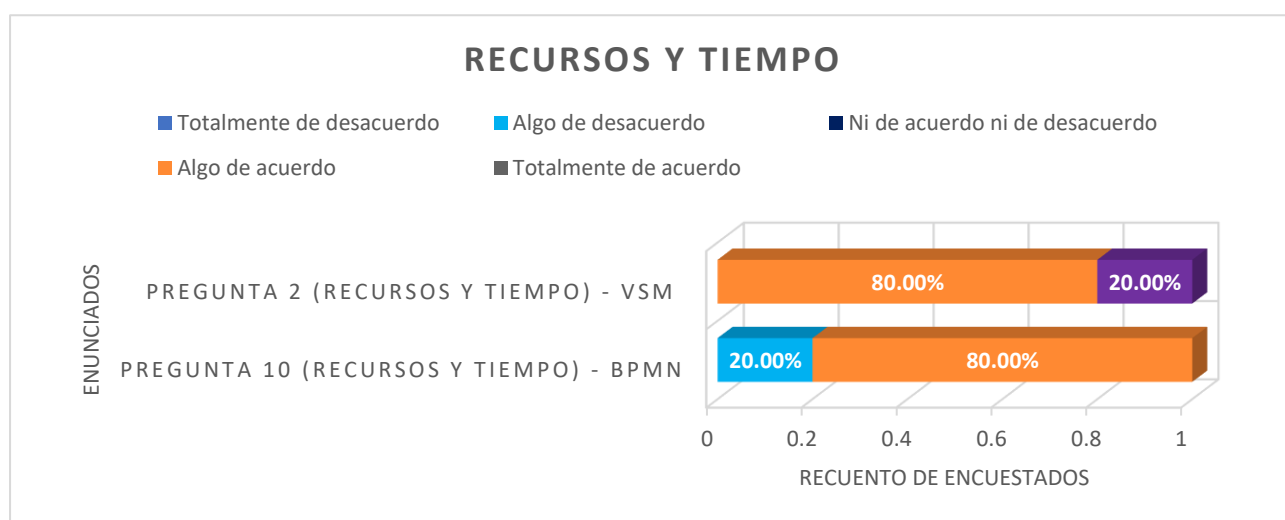 RECURSOS Y TIEMPO
Totalmente de desacuerdo Algo de desacuerdo Ni de acuerdo ni de desacuerdo
Algo de acuerdo Totalmente de acuerdo
ENUNCIADOS
PREGUNTA 2 (RECURSOS Y TIEMPO) - VSM 80.00% 20.00%
PREGUNTA 10 (RECURSOS Y TIEMPO) - BPMN 20.00% 80.00%
0 0.2 0.4 0.6 0.8 1
RECUENTO DE ENCUESTADOS